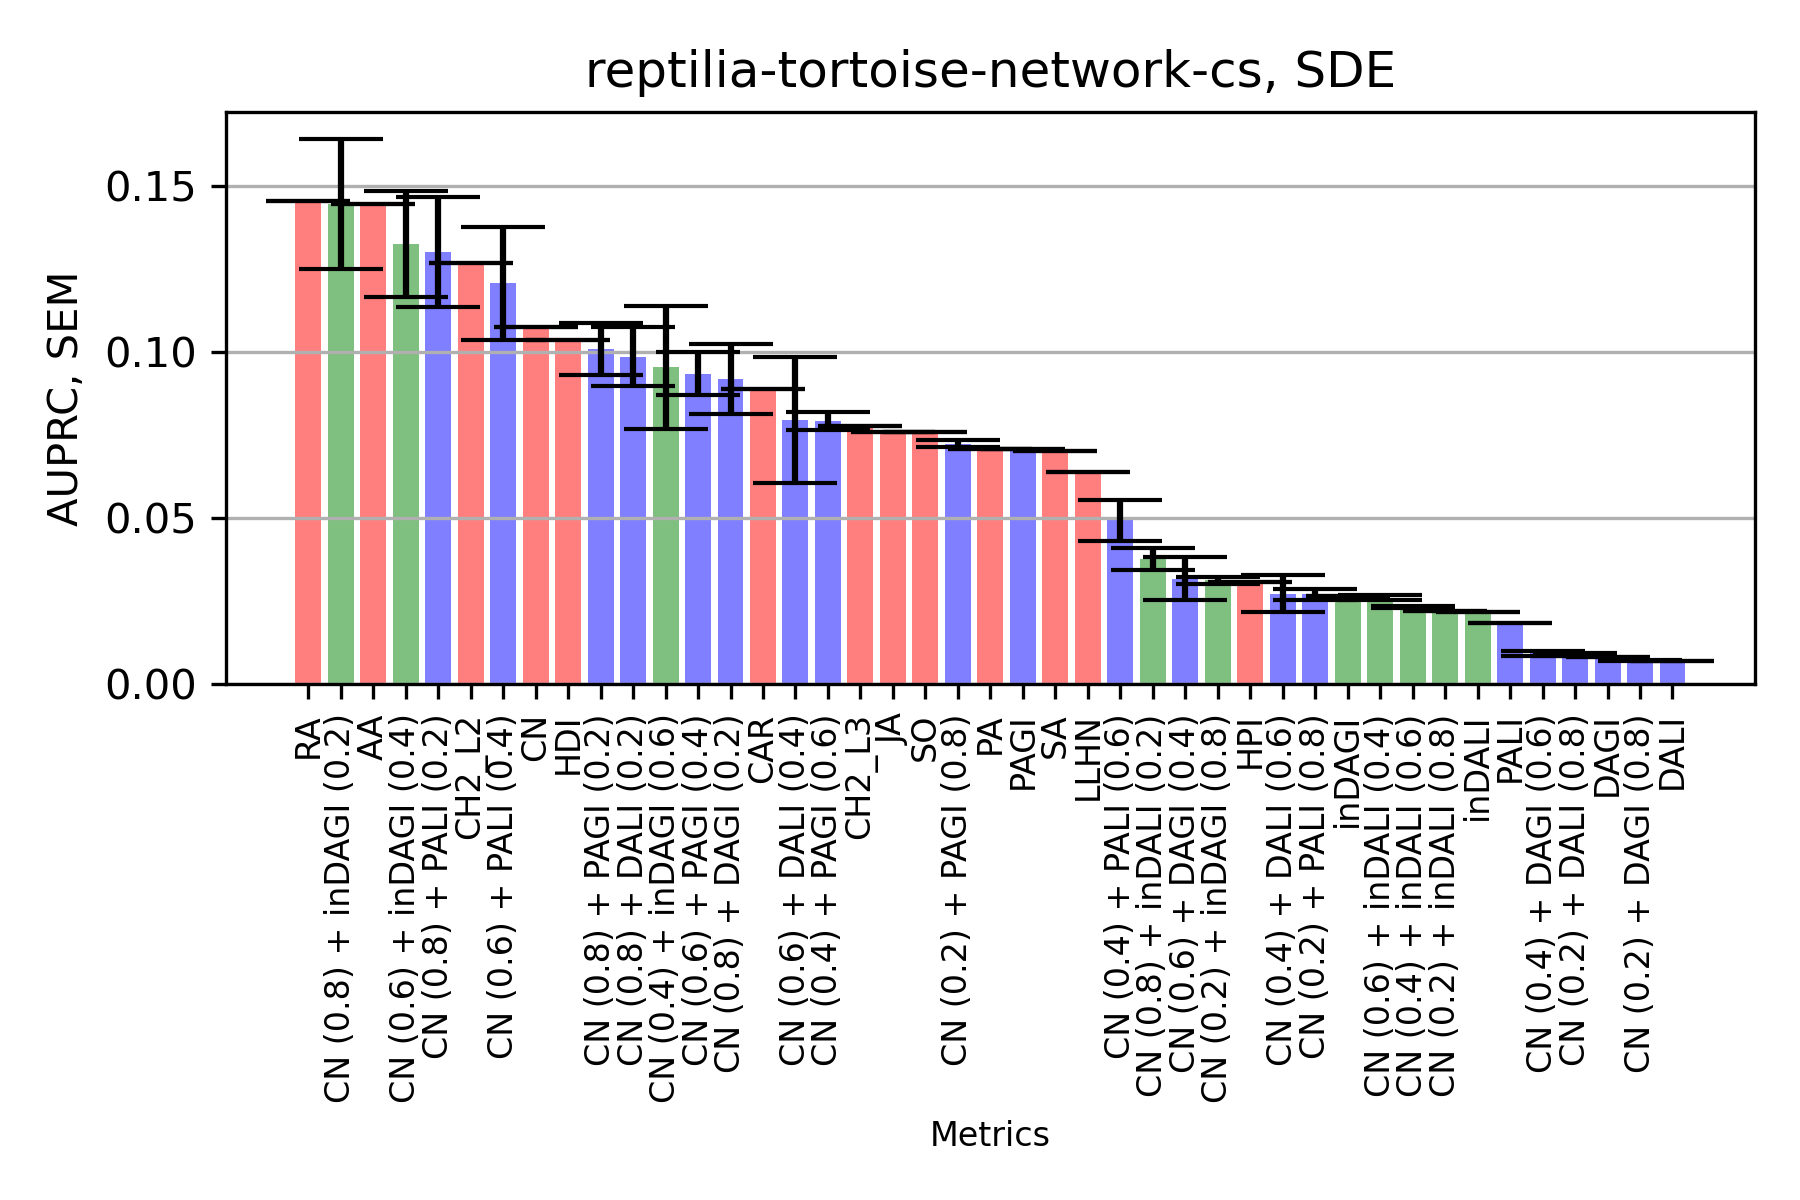 reptilia-tortoise-network-cs, SDE
AUPRC, SEM
0.15
0.10
0.05
0.00
RA
CN (0.8) + inDAGI (0.2)
AA
CN (0.6) + inDAGI (0.4)
CN (0.8) + PALI (0.2)
CH2_L2
CN (0.6) + PALI (0.4)
CN
HDI
CN (0.8) + PAGI (0.2)
CN (0.8) + DALI (0.2)
CN (0.4) + inDAGI (0.6)
CN (0.6) + PAGI (0.4)
CN (0.8) + DAGI (0.2)
CAR
CN (0.6) + DALI (0.4)
CN (0.4) + PAGI (0.6)
CH2_L3
JA
SO
CN (0.2) + PAGI (0.8)
PA
PAGI
SA
LLHN
CN (0.4) + PALI (0.6)
CN (0.8) + inDALI (0.2)
CN (0.6) + DAGI (0.4)
CN (0.2) + inDAGI (0.8)
HPI
CN (0.4) + DALI (0.6)
CN (0.2) + PALI (0.8)
inDAGI
CN (0.6) + inDALI (0.4)
CN (0.4) + inDALI (0.6)
CN (0.2) + inDALI (0.8)
inDALI
PALI
CN (0.4) + DAGI (0.6)
CN (0.2) + DALI (0.8)
DAGI
CN (0.2) + DAGI (0.8)
DALI
Metrics